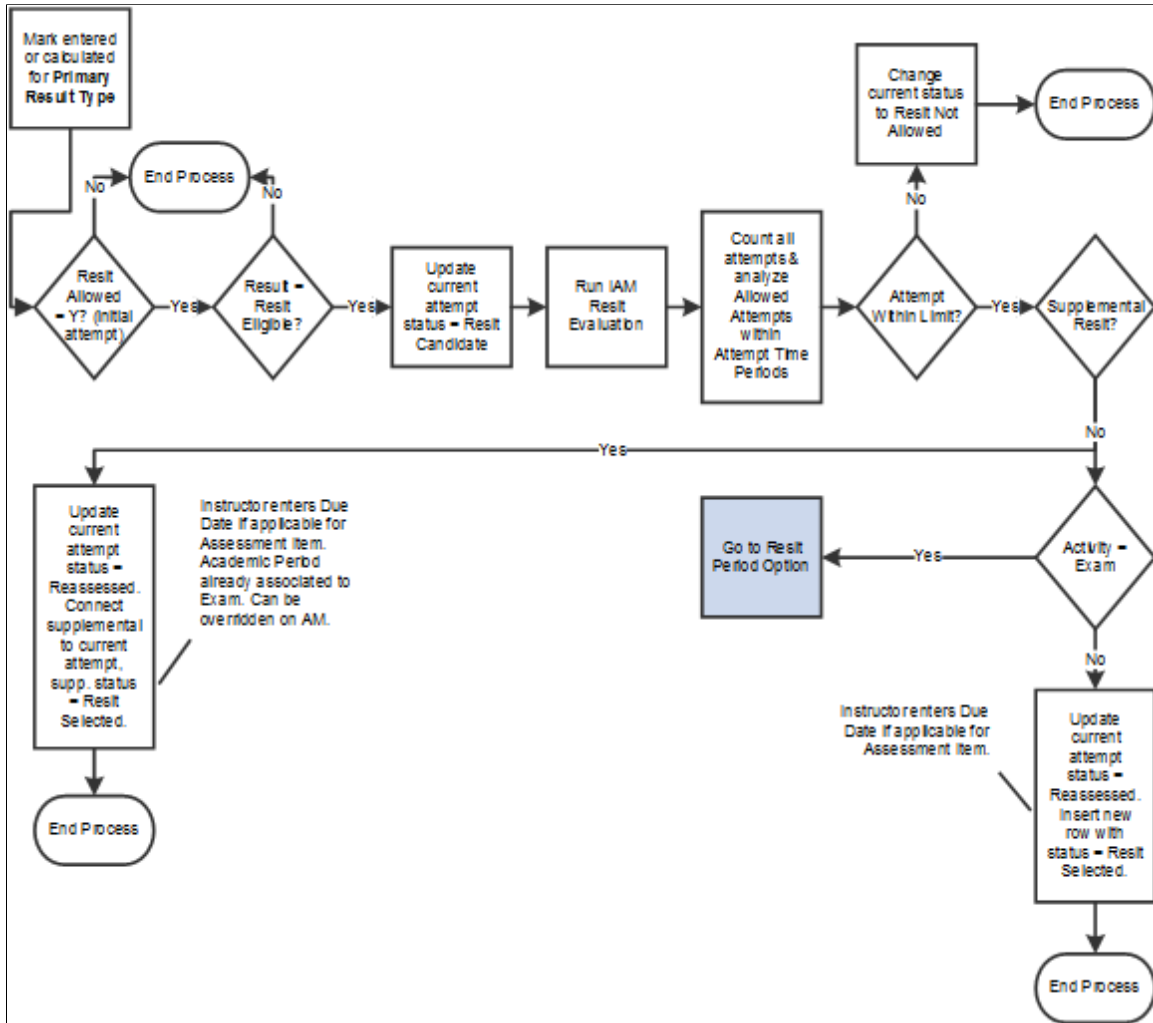 Mark entered
or calculated
for Primary
Result Type
Change
current status
to Resit Not
Allowed
End Process
End Process
No
No
No
Resit
Allowed
= Y? (Initial
attempt)
Yes
Result =
Resit
Eligible?
Yes
Update
current
attempt
status = Resit
Candidate
Run IAM
Resit
Evaluation
Count all
attempts &
analyze
Allowed
Attempts
within
Attempt Time
Periods
Attempt
Within Limit?
Yes
Supplemental
Resit?
No
Yes
Update
current
attempt
status =
Reassessed.
Connect
supplemental
to current
attempt,
supp. status
= Resit
Selected.
Instructor enters Due
Date if applicable for
Assessment Item.
Academic Period
already associated to
Exam. Can be
overridden on AM.
Go to Resit
Period Option
Yes
Activity =
Exam
No
Instructor enters Due
Date if applicable for
Assessment Item.
Update
current
attempt
status =
Reassessed.
Insert new
row with
status = Resit
Selected.
End Process
End Process